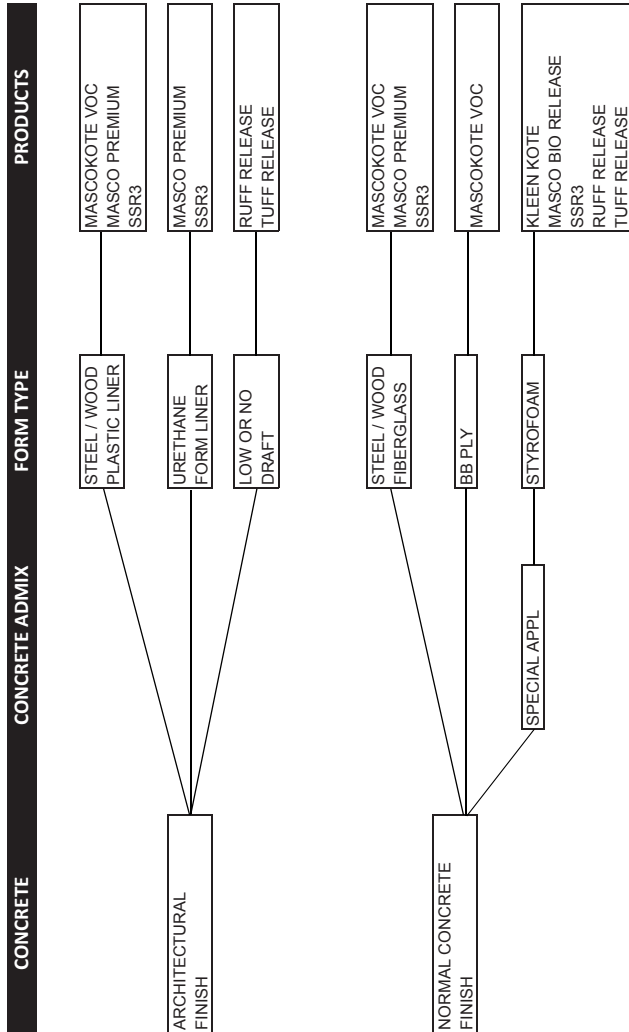 CONCRETE
CONCRETE ADMIX
FORM TYPE
PRODUCTS
ARCHITECTURAL
FINISH
STEEL / WOOD
PLASTIC LINER
MASCOKOTE VOC
MASCO PREMIUM
SSR3
URETHANE
FORM LINER
MASCO PREMIUM
SSR3
LOW OR NO
DRAFT
RUFF RELEASE
TUFF RELEASE
NORMAL CONCRETE
FINISH
STEEL / WOOD
FIBERGLASS
MASCOKOTE VOC
MASCO PREMIUM
SSR3
BB PLY
MASCOKOTE VOC
SPECIAL APPL
STYROFOAM
KLEEN KOTE
MASCO BIO RELEASE
SSR3
RUFF RELEASE
TUFF RELEASE